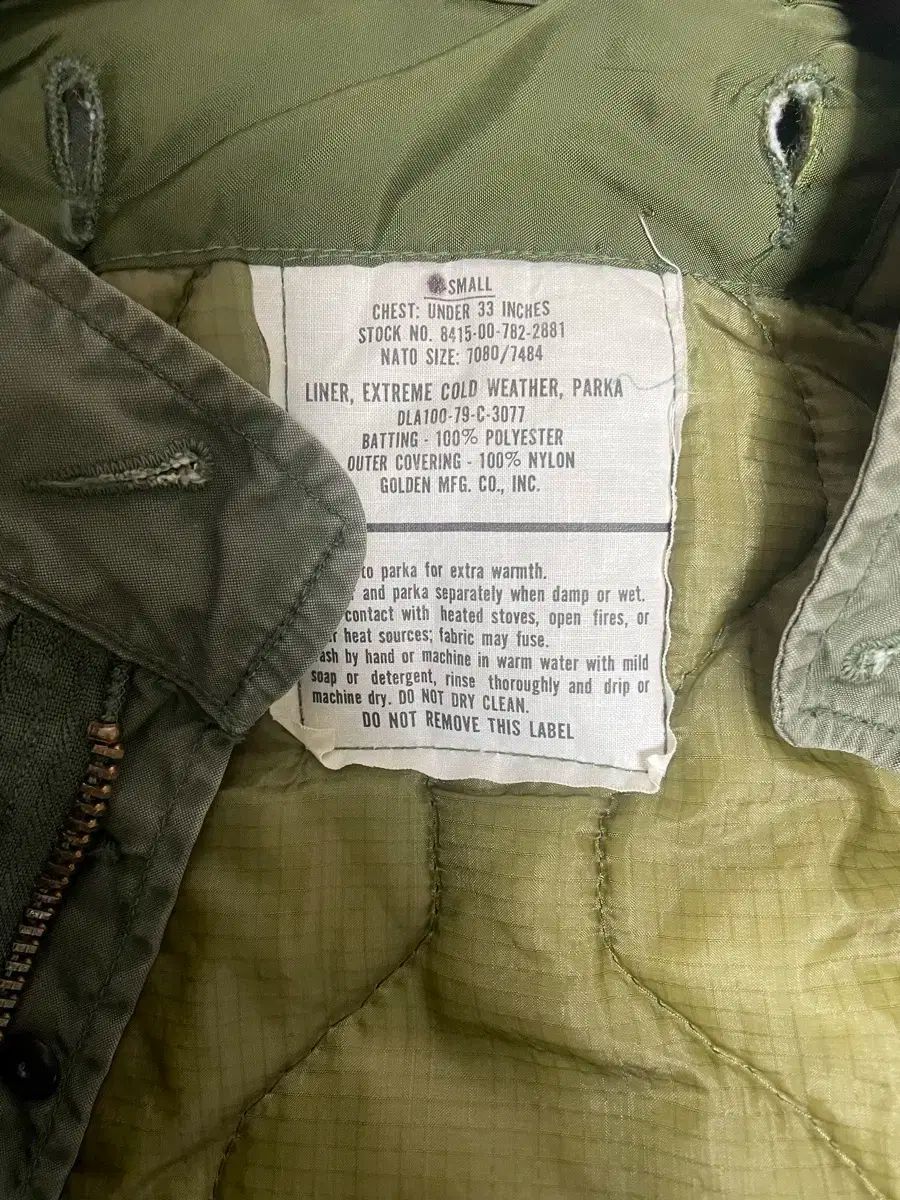 SMALL
CHEST: UNDER 33 INCHES
STOCK NO. 8415-00-782-2881
NATO SIZE: 7080/7484
LINER, EXTREME COLD WEATHER, PARKA
DLA100-79-C-3077
BATTING - 100% POLYESTER
OUTER COVERING - 100% NYLON
GOLDEN MFG. CO., INC.
to parka for extra warmth.
and parka separately when damp or wet.
contact with heated stoves, open fires, or
heat sources; fabric may fuse.
ash by hand or machine in warm water with mild
soap or detergent, rinse thoroughly and drip or
machine dry. DO NOT DRY CLEAN.
DO NOT REMOVE THIS LABEL